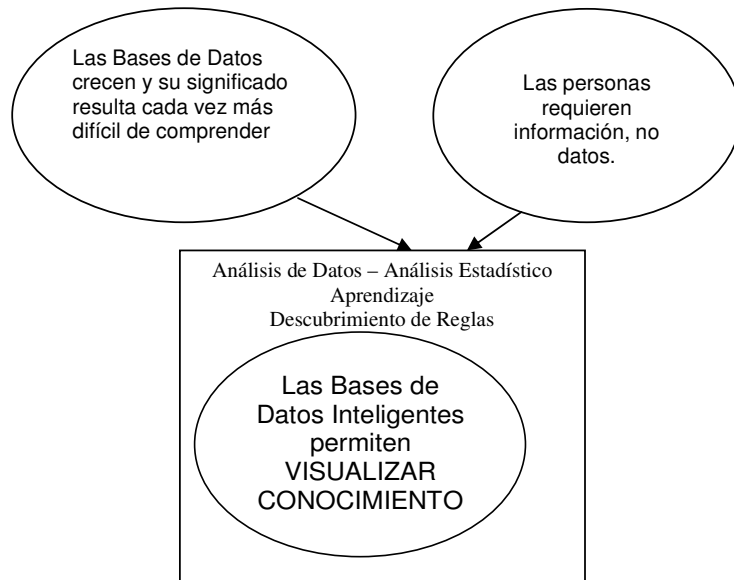 Las Bases de Datos
crecen y su significado
resulta cada vez más
difícil de comprender
Las personas
requieren
información, no
datos.
Análisis de Datos – Análisis Estadístico
Aprendizaje
Descubrimiento de Reglas
Las Bases de
Datos Inteligentes
permiten
VISUALIZAR
CONOCIMIENTO